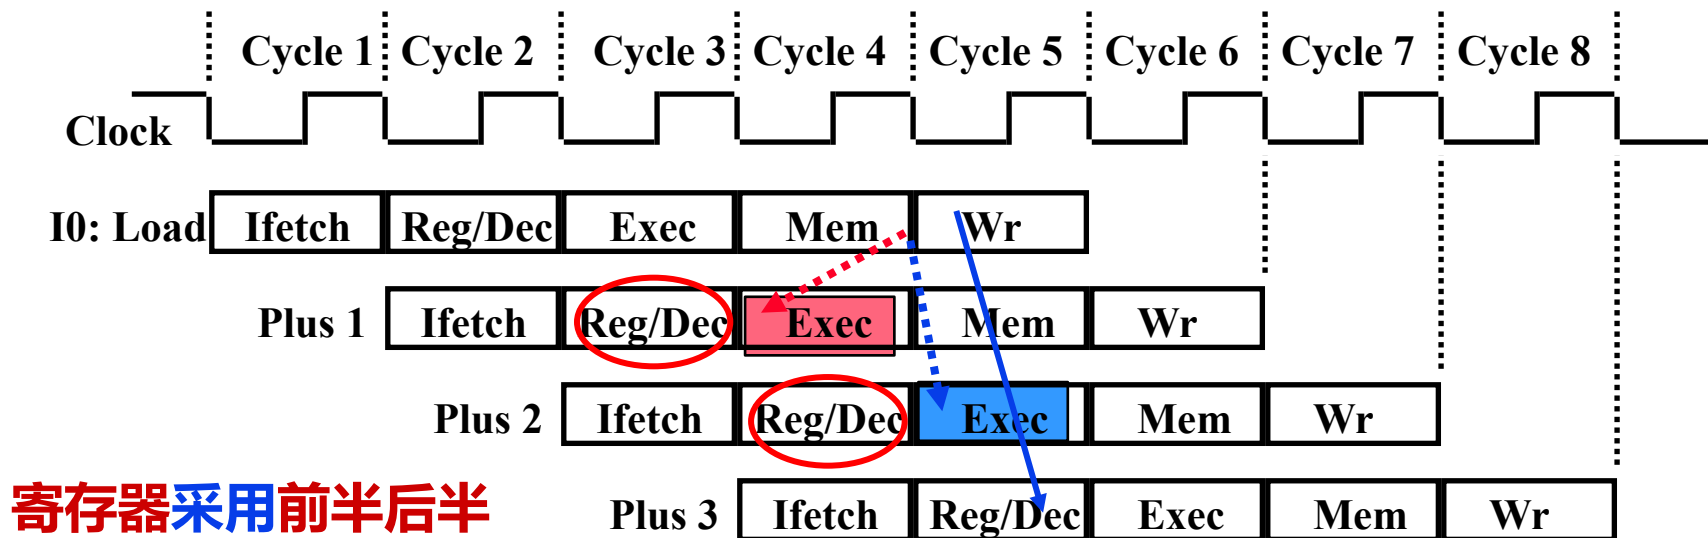 Cycle 1 Cycle 2 Cycle 3 Cycle 4 Cycle 5 Cycle 6 Cycle 7 Cycle 8
Clock
I0: Load Ifetch Reg/Dec Exec Mem Wr
Plus 1 Ifetch Reg/Dec Exec Mem Wr
Plus 2 Ifetch Reg/Dec Exec Mem Wr
寄存器采用前半后半
Plus 3 Ifetch Reg/Dec Exec Mem Wr